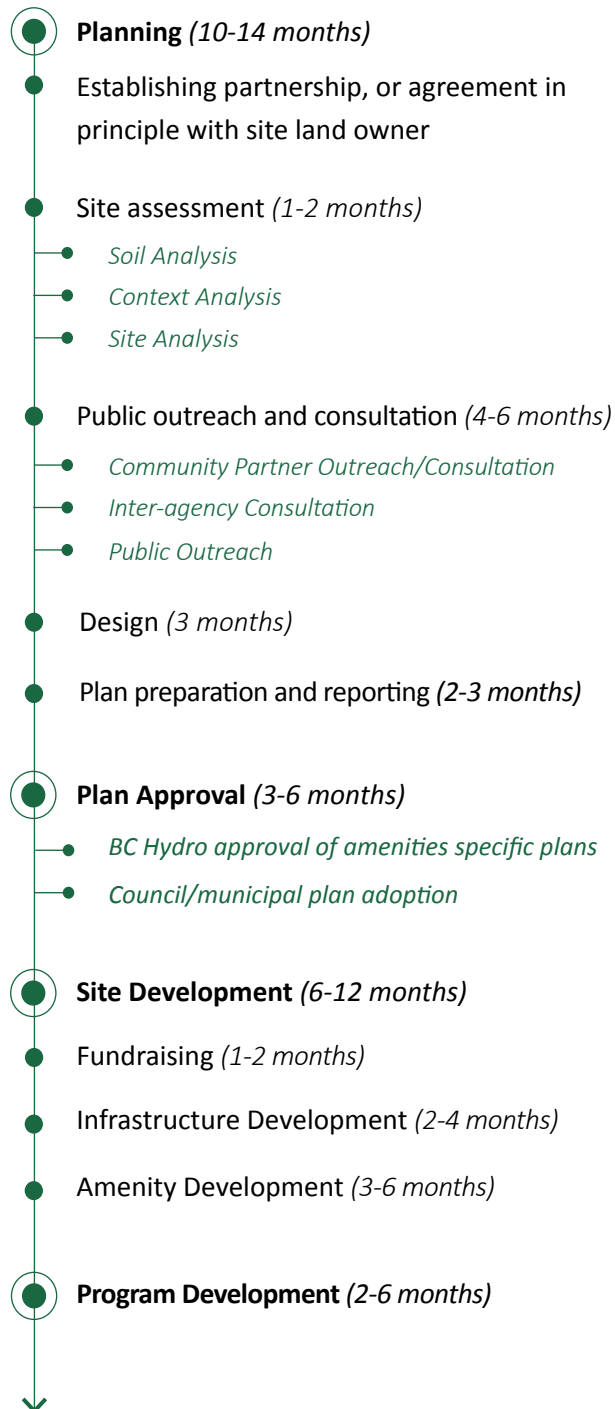 Planning (10-14 months)
Establishing partnership, or agreement in
principle with site land owner
Site assessment (1-2 months)
Soil Analysis
Context Analysis
Site Analysis
Public outreach and consultation (4-6 months)
Community Partner Outreach/Consultation
Inter-agency Consultation
Public Outreach
Design (3 months)
Plan preparation and reporting (2-3 months)
Plan Approval (3-6 months)
BC Hydro approval of amenities specific plans
Council/municipal plan adoption
Site Development (6-12 months)
Fundraising (1-2 months)
Infrastructure Development (2-4 months)
Amenity Development (3-6 months)
Program Development (2-6 months)